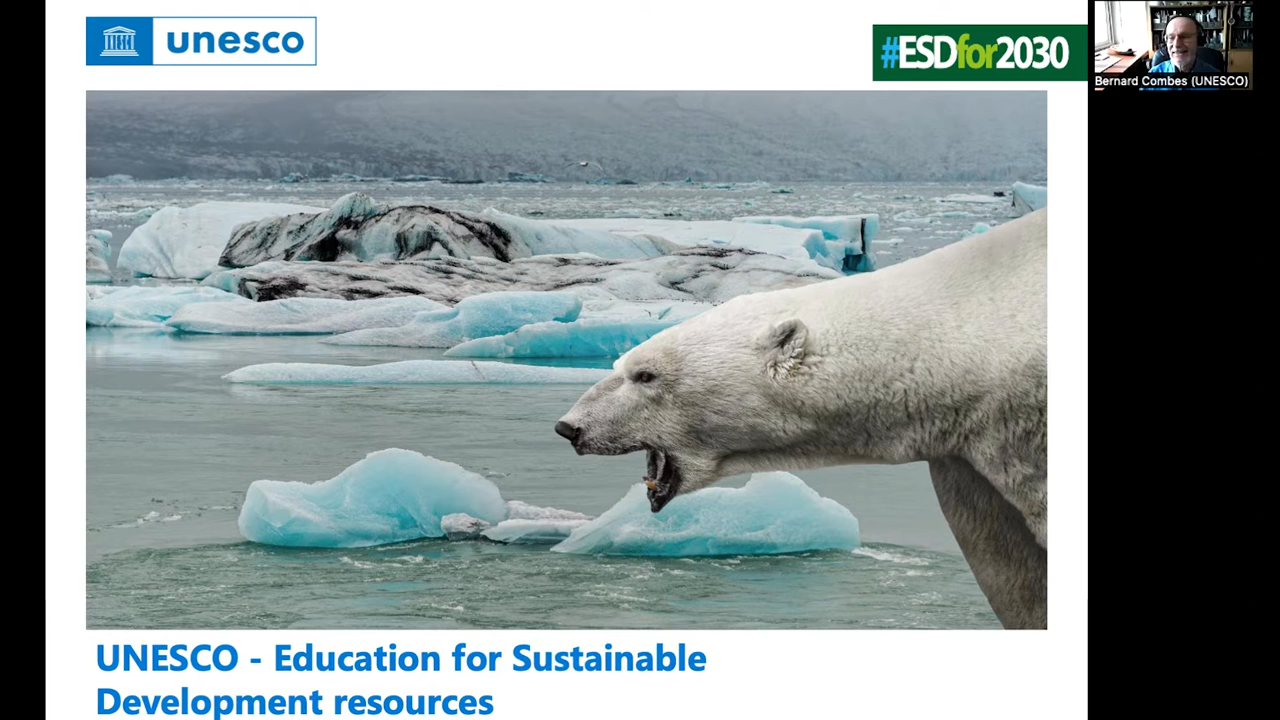 unesco
#ESDfor2030
Bernard Combes (UNESCO)
UNESCO - Education for Sustainable
Development resources